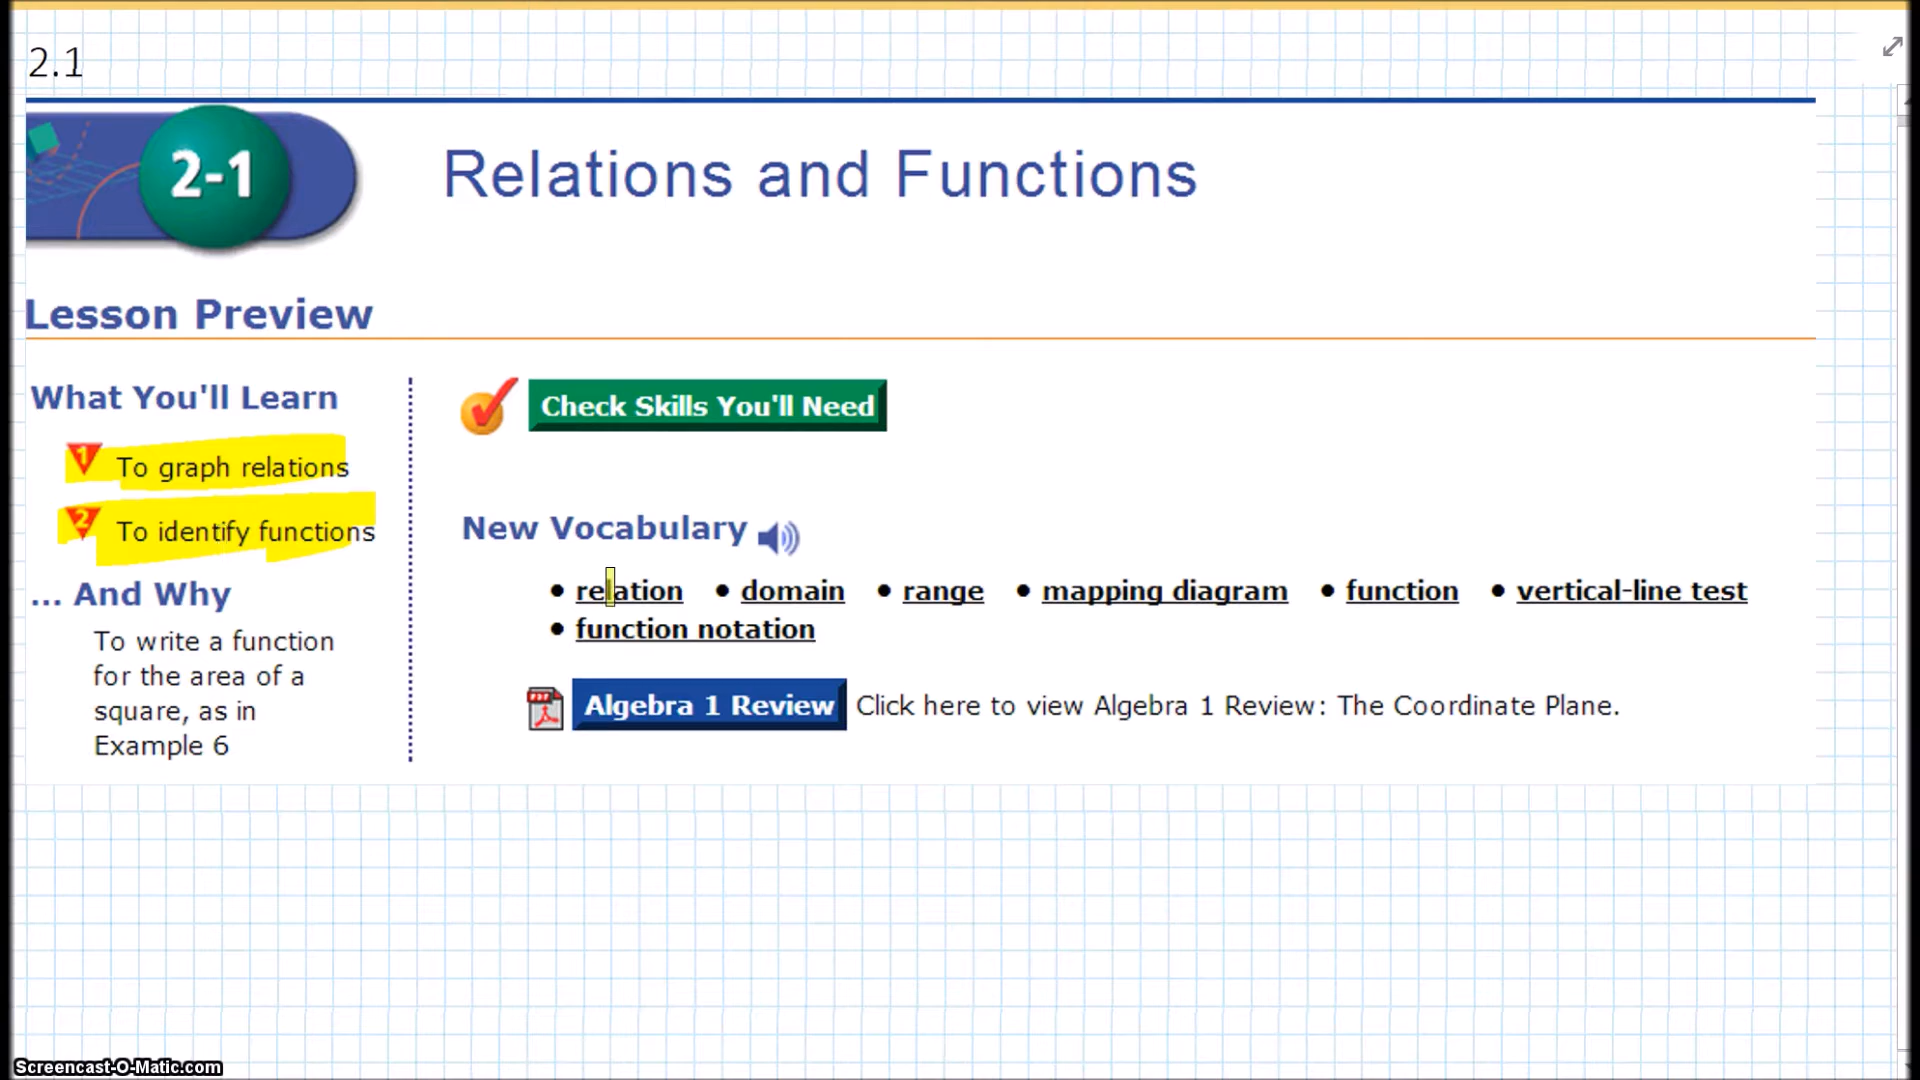 2.1
2-1
Relations and Functions
Lesson Preview
What You'll Learn
1 To graph relations
2 To identify functions
... And Why
To write a function
for the area of a
square, as in
Example 6
Check Skills You'll Need
New Vocabulary
• relation • domain • range • mapping diagram • function • vertical-line test
• function notation
PDF Algebra 1 Review Click here to view Algebra 1 Review: The Coordinate Plane.
Screencast-O-Matic.com